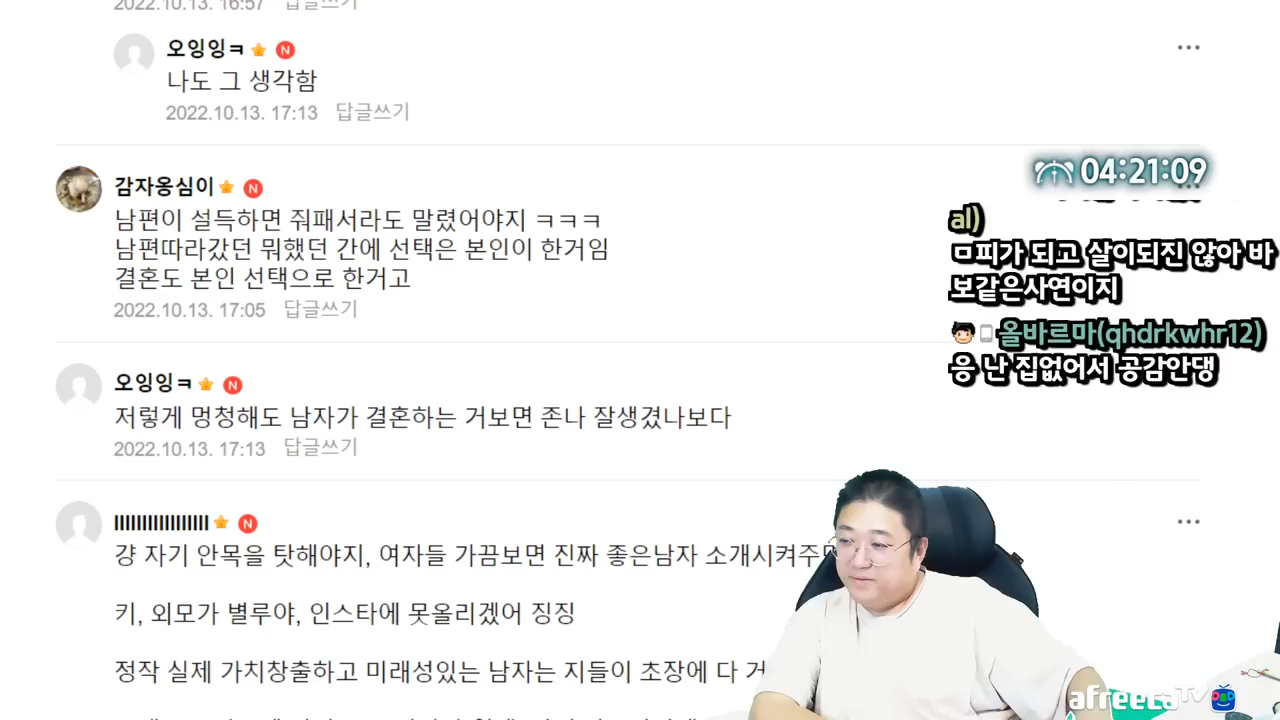 2022.10.13. 16:57 답글쓰기
오잉잉ㅋ N
나도 그 생각함
2022.10.13. 17:13 답글쓰기
감자옹심이 N
남편이 설득하면 줘패서라도 말렸어야지 ㅋㅋㅋ
남편따라갔던 뭐했던 간에 선택은 본인이 한거임
결혼도 본인 선택으로 한거고
2022.10.13. 17:05 답글쓰기
오잉잉ㅋ N
저렇게 멍청해도 남자가 결혼하는 거보면 존나 잘생겼나보다
2022.10.13. 17:13 답글쓰기
llllllllllllllllll N
걍 자기 안목을 탓해야지, 여자들 가끔보면 진짜 좋은남자 소개시켜주
키, 외모가 별루야, 인스타에 못올리겠어 징징
정작 실제 가치창출하고 미래성있는 남자는 지들이 초장에 다 거
04:21:09
al)
ㅁ피가 되고 살이되진 않아 바
보같은사연이지
올바르마(qhdrkwhr12)
응 난 집없어서 공감안댕
afreecaTV